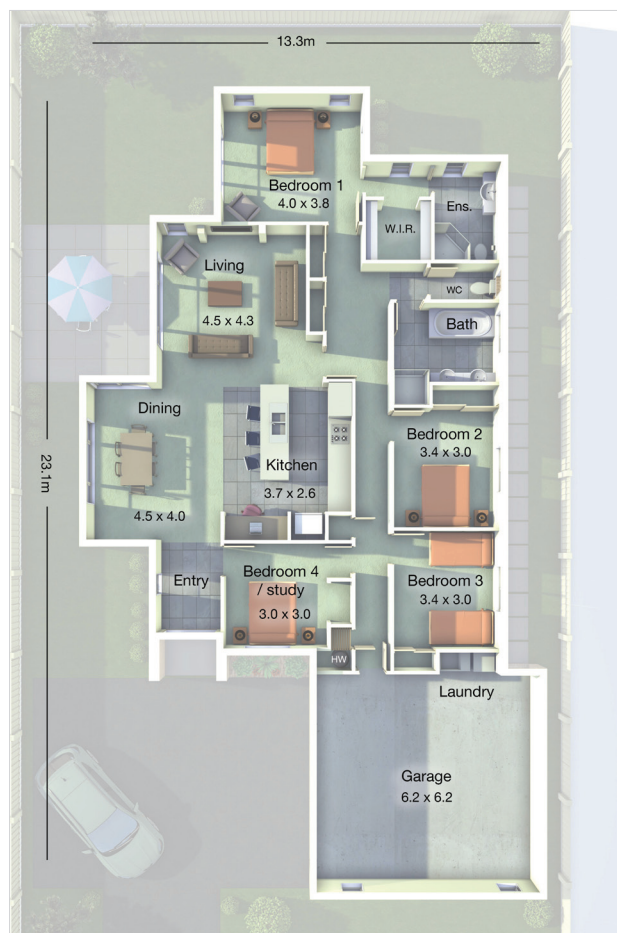 13.3m
Bedroom 1
4.0 x 3.8
Ens.
W.I.R.
Living
4.5 x 4.3
WC
Bath
Dining
4.5 x 4.0
Kitchen
3.7 x 2.6
Bedroom 2
3.4 x 3.0
23.1m
Entry
Bedroom 4
/ study
3.0 x 3.0
Bedroom 3
3.4 x 3.0
HW
Laundry
Garage
6.2 x 6.2